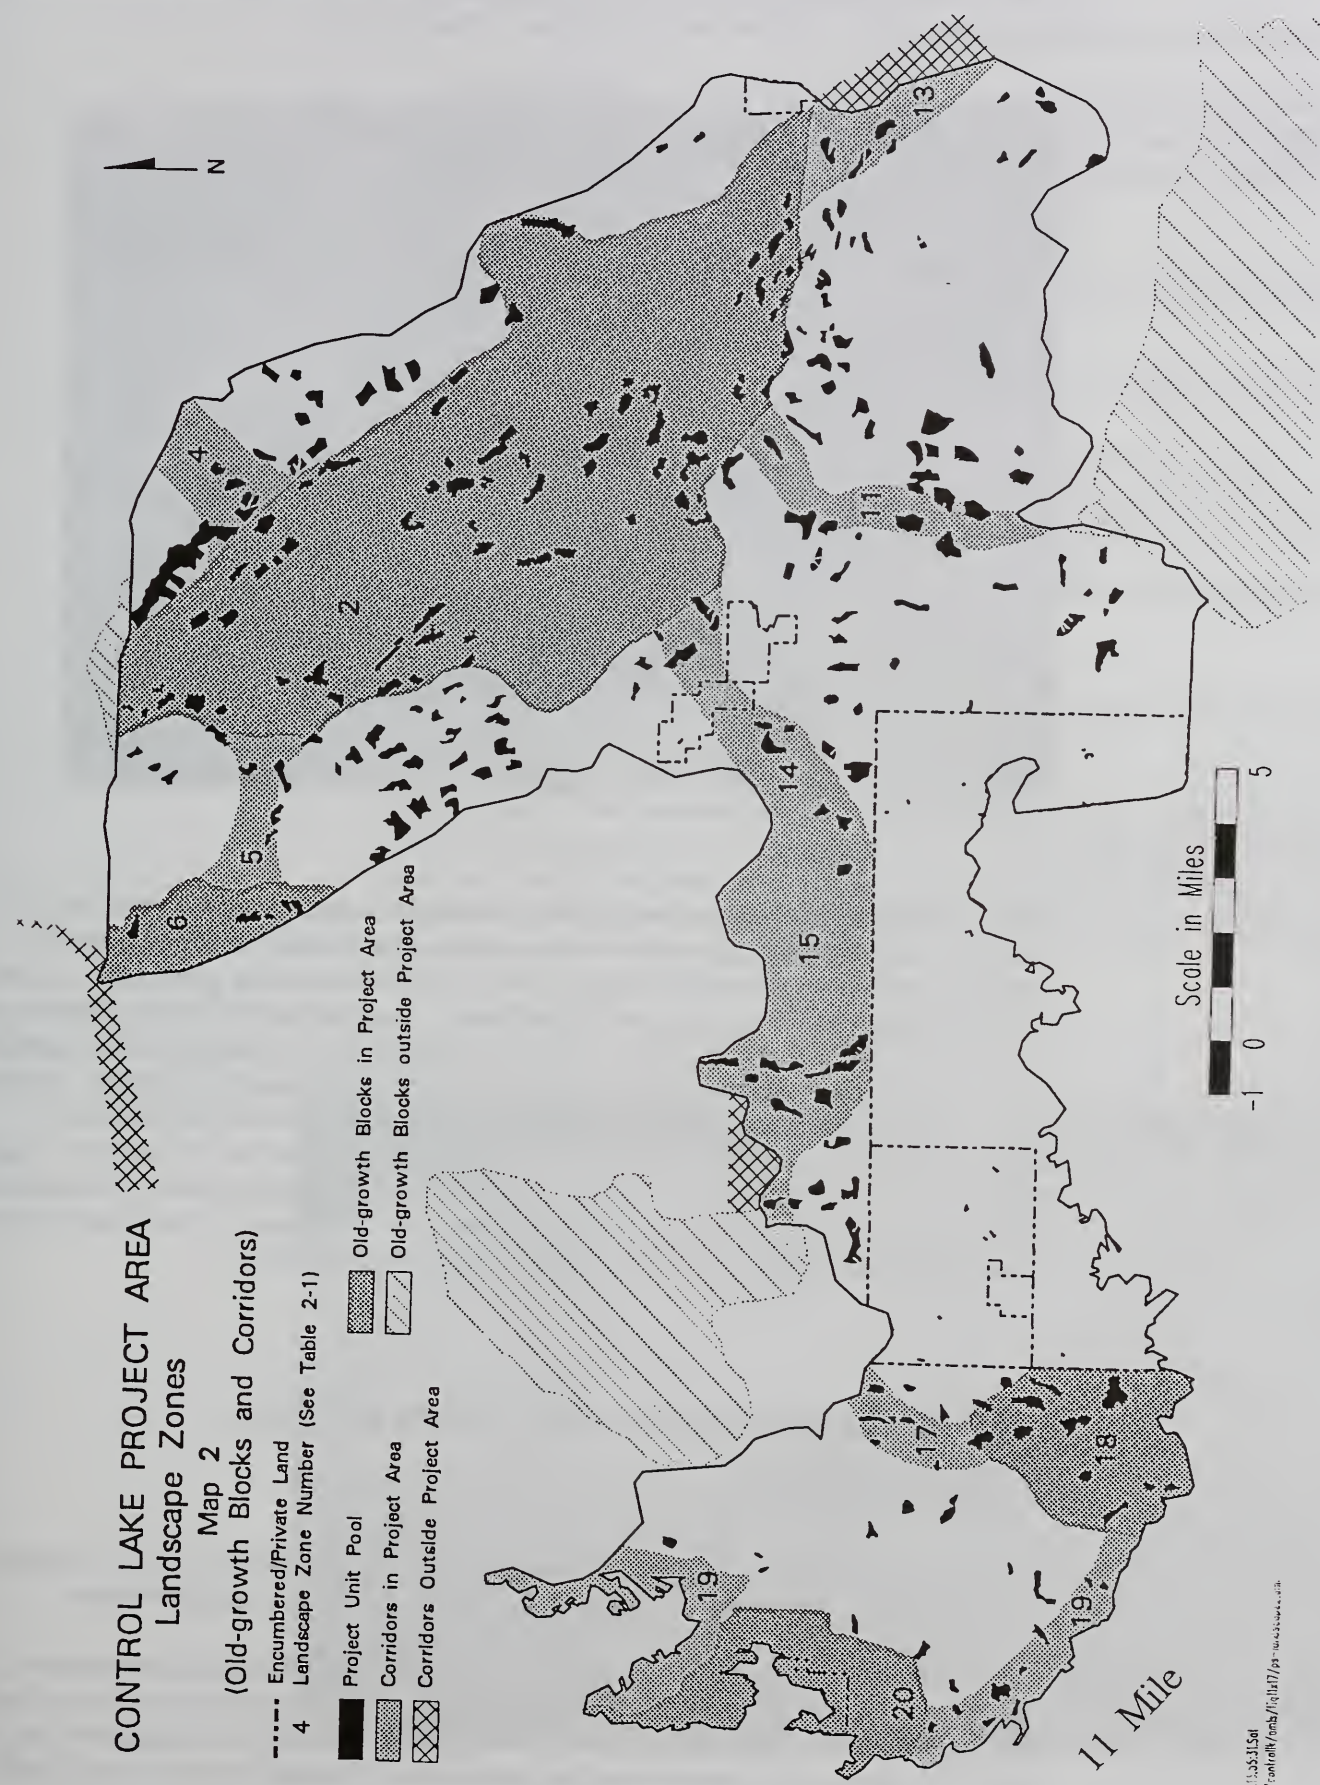 CONTROL LAKE PROJECT AREA
Landscape Zones
Map 2
(Old-growth Blocks and Corridors)
Encumbered/Private Land
4 Landscape Zone Number (See Table 2-1)
Project Unit Pool
Corridors in Project Area
Corridors Outside Project Area
Old-growth Blocks in Project Area
Old-growth Blocks outside Project Area
N
4
2
5
6
13
11
14
15
17
18
19
19
20
11 Mile
Scale in Miles
-1 0 5